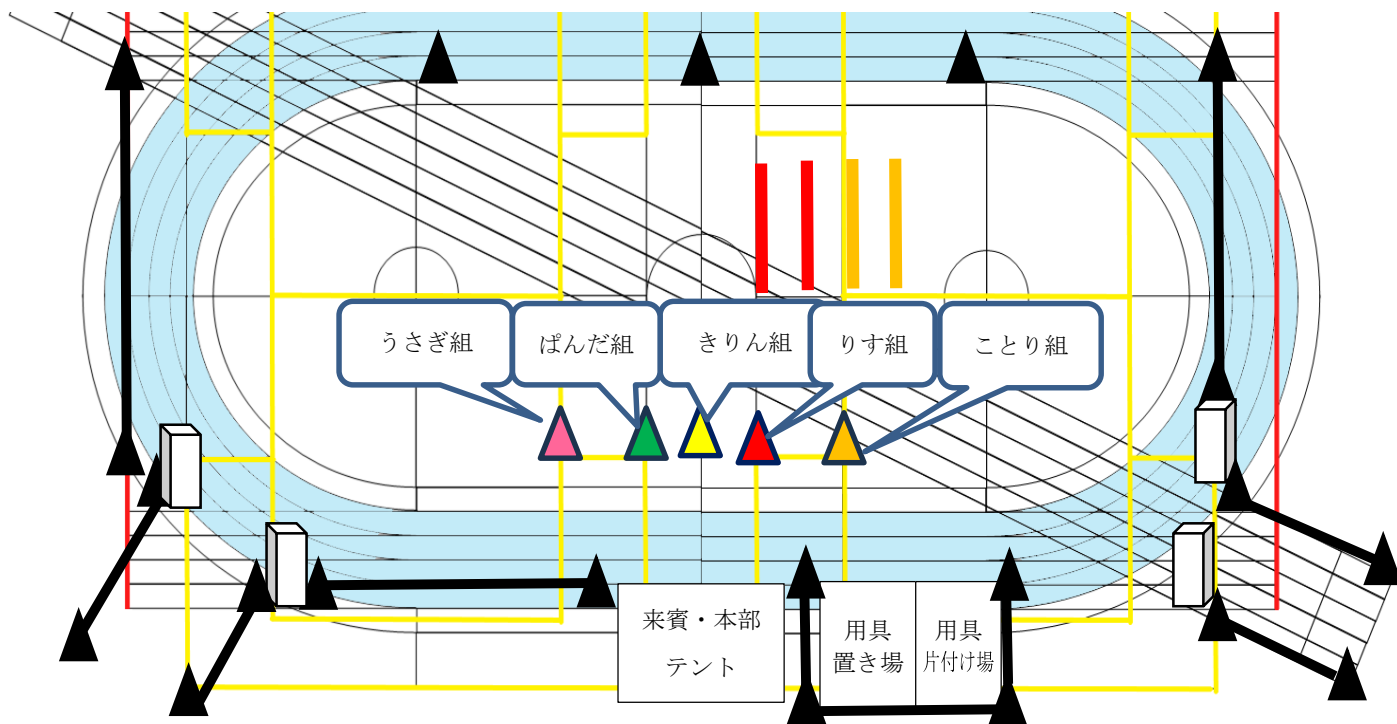 うさぎ組
ぱんだ組
きりん組
りす組
ことり組
来賓・本部
テント
用具
置き場
用具
片付け場